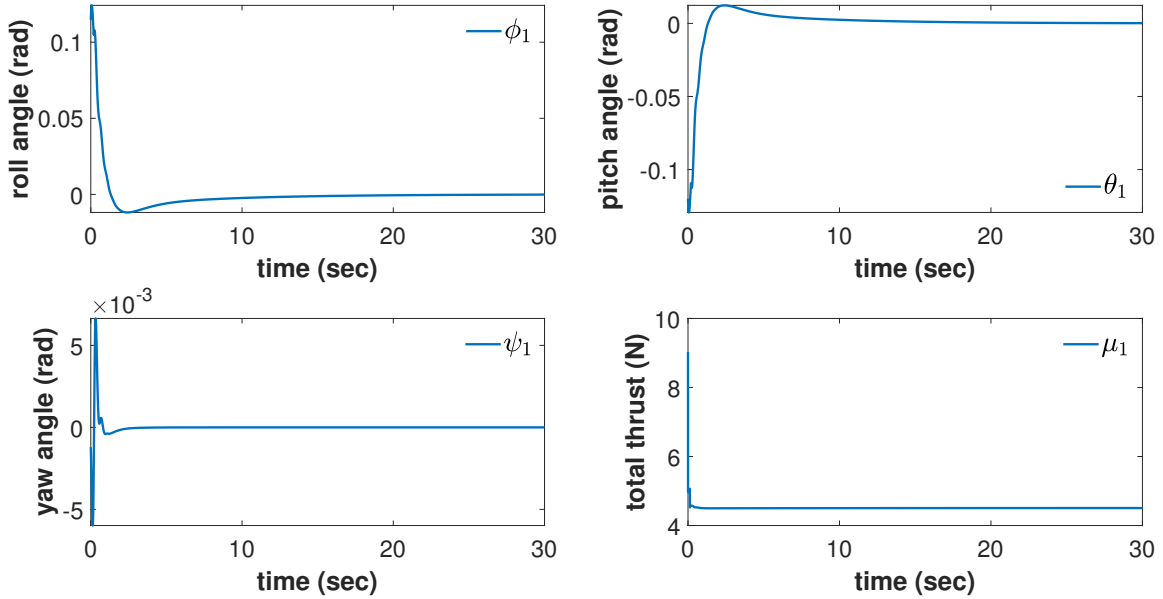 roll angle (rad)
0.1
0.05
0
ϕ₁
0 10 20 30
time (sec)
pitch angle (rad)
0
-0.05
-0.1
θ₁
0 10 20 30
time (sec)
yaw angle (rad)
×10⁻³
5
0
-5
ψ₁
0 10 20 30
time (sec)
total thrust (N)
10
8
6
4
μ₁
0 10 20 30
time (sec)